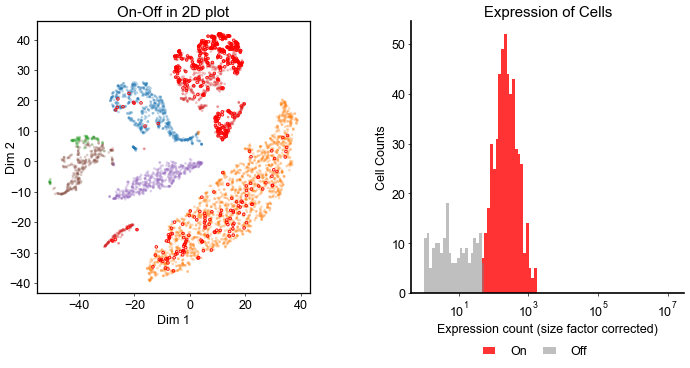 On-Off in 2D plot
40
30
20
10
0
−10
−20
−30
−40
Dim 2
−40 −20 0 20 40
Dim 1
Expression of Cells
50
40
30
20
10
0
Cell Counts
10^1 10^3 10^5 10^7
Expression count (size factor corrected)
On Off